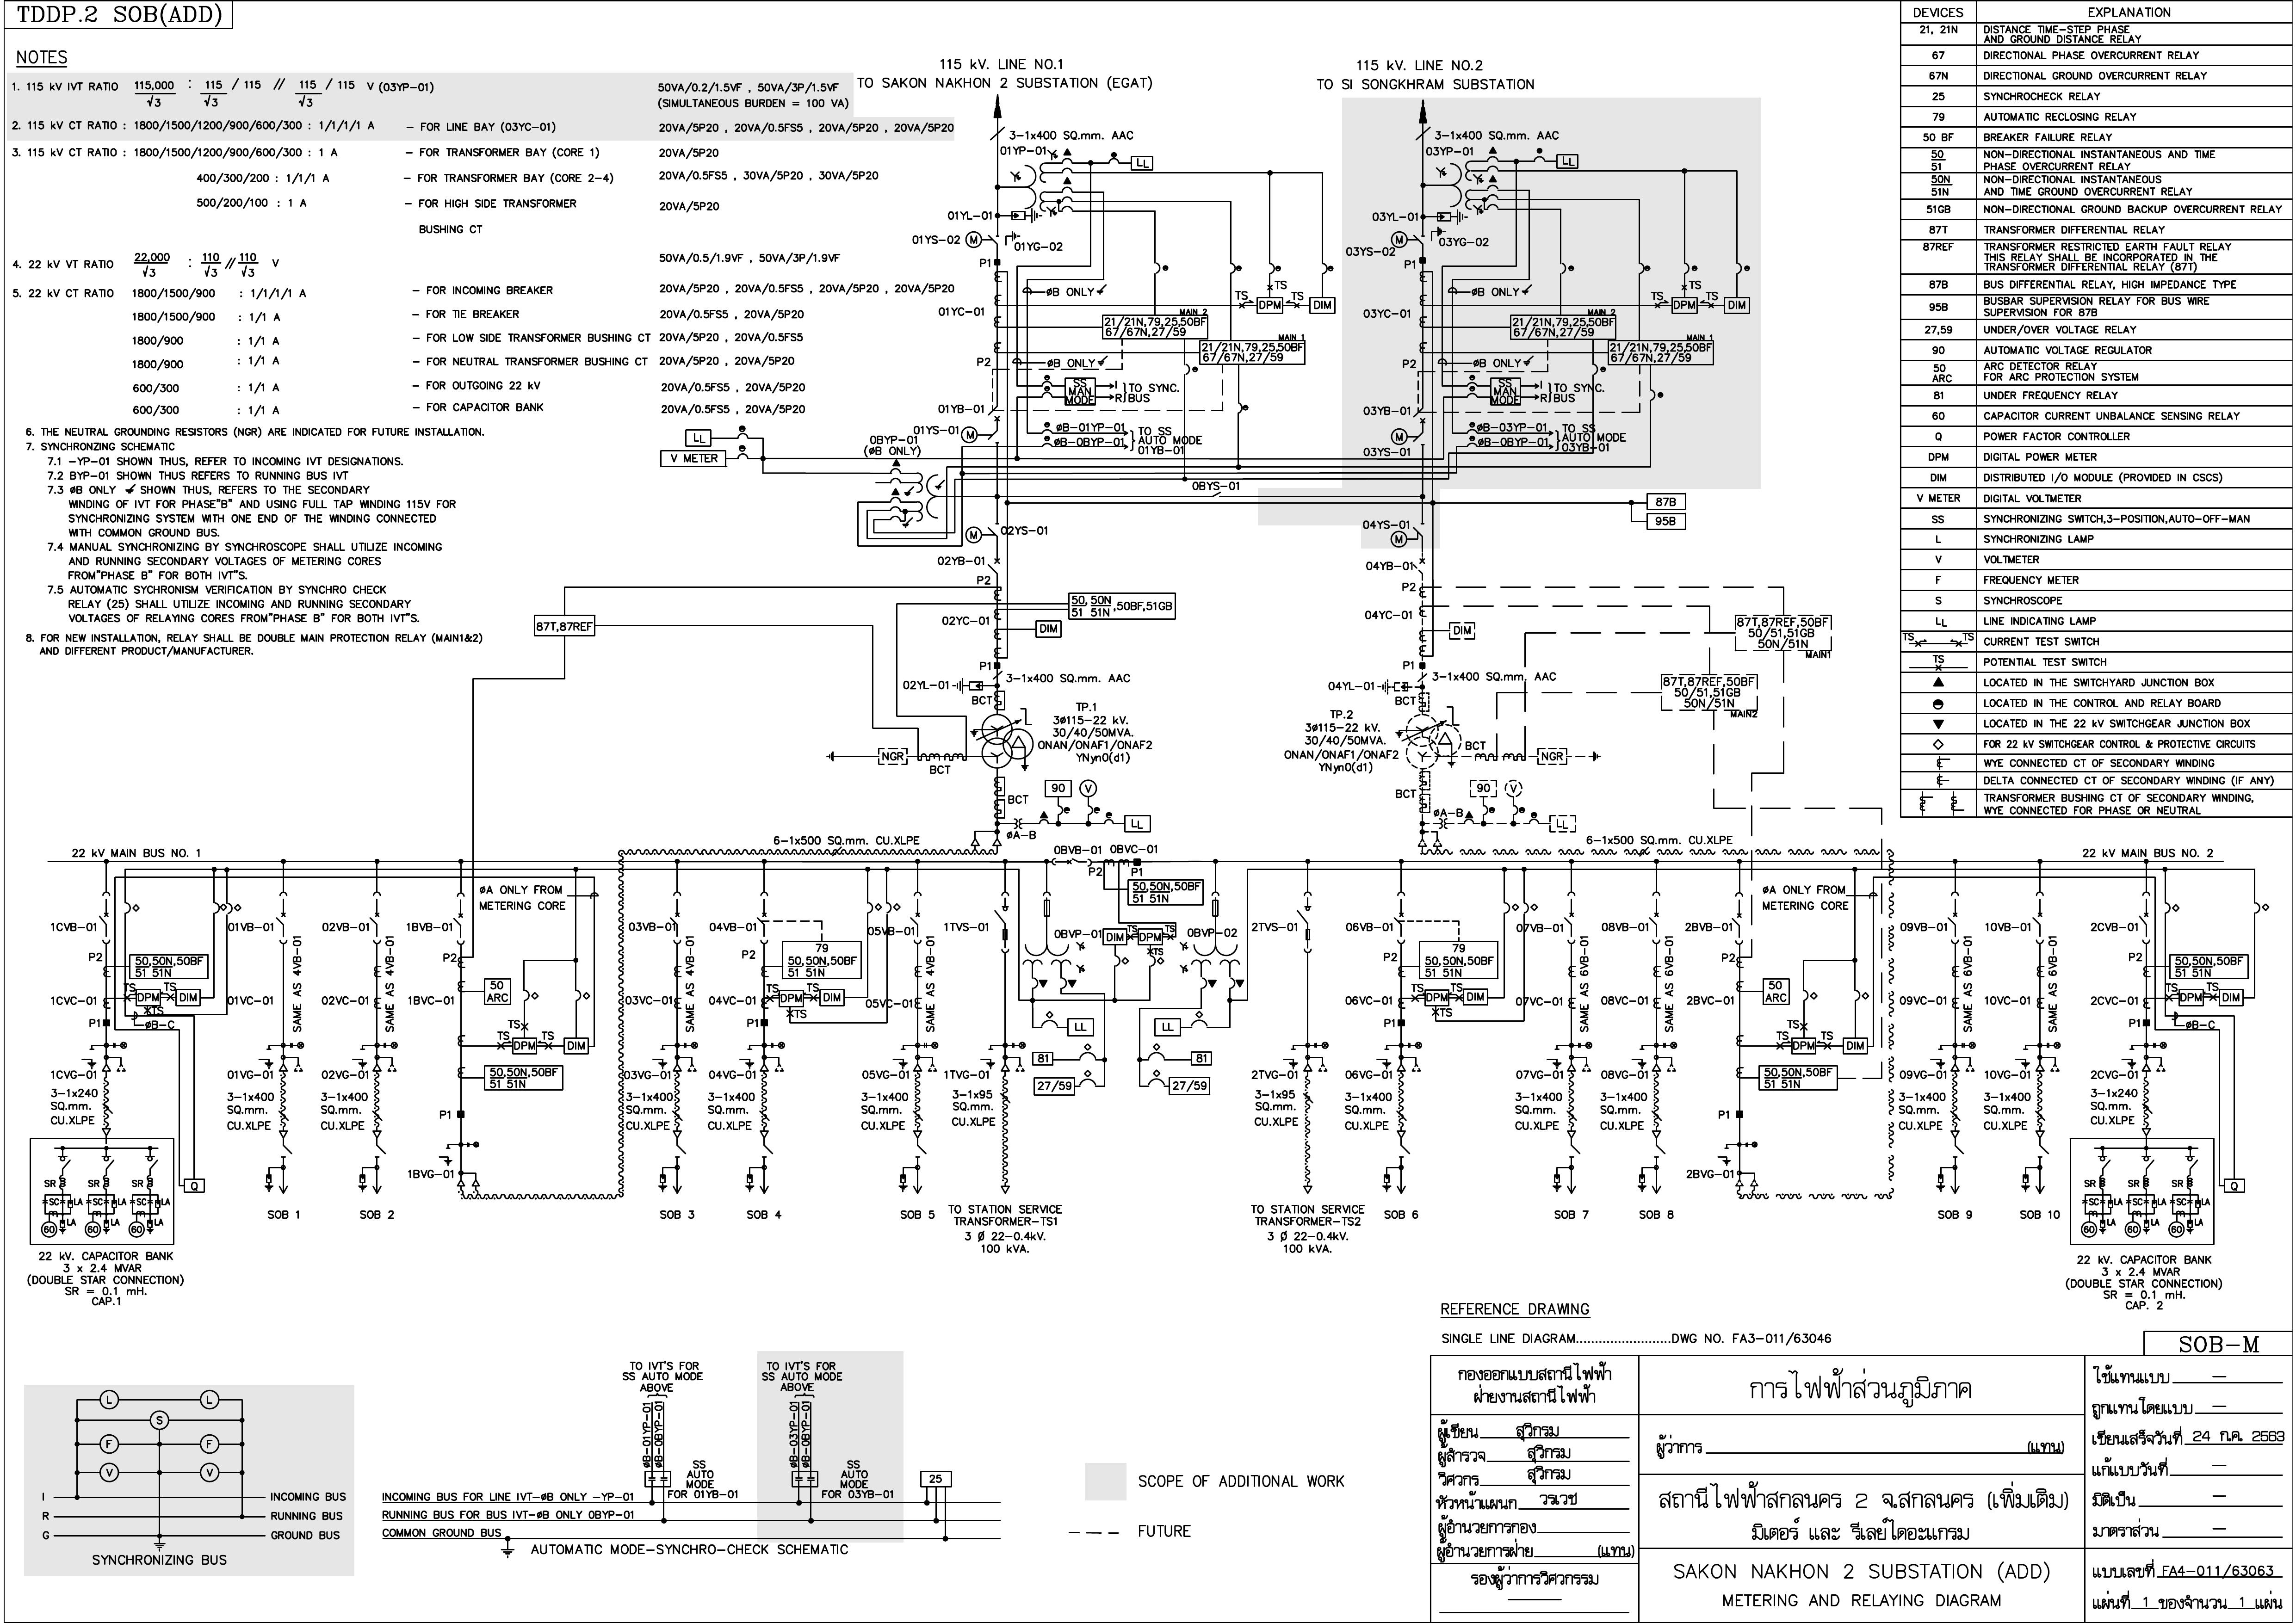 TDDP.2 SOB(ADD)
NOTES
1. 115 kV IVT RATIO 115,000/√3 : 115/√3 / 115 // 115/√3 / 115 V (03YP-01) 50VA/0.2/1.5VF , 50VA/3P/1.5VF
(SIMULTANEOUS BURDEN = 100 VA)
2. 115 kV CT RATIO : 1800/1500/1200/900/600/300 : 1/1/1/1 A - FOR LINE BAY (03YC-01) 20VA/5P20 , 20VA/0.5FS5 , 20VA/5P20 , 20VA/5P20
3. 115 kV CT RATIO : 1800/1500/1200/900/600/300 : 1 A - FOR TRANSFORMER BAY (CORE 1) 20VA/5P20
400/300/200 : 1/1/1 A - FOR TRANSFORMER BAY (CORE 2-4) 20VA/0.5FS5 , 30VA/5P20 , 30VA/5P20
500/200/100 : 1 A - FOR HIGH SIDE TRANSFORMER 20VA/5P20
BUSHING CT
4. 22 kV VT RATIO 22,000/√3 : 110/√3 // 110/√3 V 50VA/0.5/1.9VF , 50VA/3P/1.9VF
5. 22 kV CT RATIO 1800/1500/900 : 1/1/1/1 A - FOR INCOMING BREAKER 20VA/5P20 , 20VA/0.5FS5 , 20VA/5P20 , 20VA/5P20
1800/1500/900 : 1/1 A - FOR TIE BREAKER 20VA/0.5FS5 , 20VA/5P20
1800/900 : 1/1 A - FOR LOW SIDE TRANSFORMER BUSHING CT 20VA/5P20 , 20VA/0.5FS5
1800/900 : 1/1 A - FOR NEUTRAL TRANSFORMER BUSHING CT 20VA/5P20 , 20VA/5P20
600/300 : 1/1 A - FOR OUTGOING 22 kV 20VA/0.5FS5 , 20VA/5P20
600/300 : 1/1 A - FOR CAPACITOR BANK 20VA/0.5FS5 , 20VA/5P20
6. THE NEUTRAL GROUNDING RESISTORS (NGR) ARE INDICATED FOR FUTURE INSTALLATION.
7. SYNCHRONZING SCHEMATIC
7.1 -YP-01 SHOWN THUS, REFER TO INCOMING IVT DESIGNATIONS.
7.2 BYP-01 SHOWN THUS REFERS TO RUNNING BUS IVT
7.3 øB ONLY SHOWN THUS, REFERS TO THE SECONDARY
WINDING OF IVT FOR PHASE"B" AND USING FULL TAP WINDING 115V FOR
SYNCHRONIZING SYSTEM WITH ONE END OF THE WINDING CONNECTED
WITH COMMON GROUND BUS.
7.4 MANUAL SYNCHRONIZING BY SYNCHROSCOPE SHALL UTILIZE INCOMING
AND RUNNING SECONDARY VOLTAGES OF METERING CORES
FROM"PHASE B" FOR BOTH IVT"S.
7.5 AUTOMATIC SYCHRONISM VERIFICATION BY SYNCHRO CHECK
RELAY (25) SHALL UTILIZE INCOMING AND RUNNING SECONDARY
VOLTAGES OF RELAYING CORES FROM"PHASE B" FOR BOTH IVT"S.
8. FOR NEW INSTALLATION, RELAY SHALL BE DOUBLE MAIN PROTECTION RELAY (MAIN1&2)
AND DIFFERENT PRODUCT/MANUFACTURER.
115 kV. LINE NO.1
TO SAKON NAKHON 2 SUBSTATION (EGAT)
3-1x400 SQ.mm. AAC
01YP-01
LL
01YL-01
01YS-02 M
01YG-02
P1
øB ONLY
TS
TS DPM TS DIM
01YC-01
MAIN 2
21/21N,79,25,50BF
67/67N,27/59
MAIN 1
21/21N,79,25,50BF
67/67N,27/59
P2
øB ONLY
SS
MAN
MODE
I TO SYNC.
R BUS
01YB-01
01YS-01 M
øB-01YP-01 TO SS
øB-0BYP-01 AUTO MODE
01YB-01
LL
V METER
0BYP-01
(øB ONLY)
0BYS-01
115 kV. LINE NO.2
TO SI SONGKHRAM SUBSTATION
3-1x400 SQ.mm. AAC
03YP-01
LL
03YL-01
03YS-02
M
03YG-02
P1
øB ONLY
TS
TS DPM TS DIM
03YC-01
MAIN 2
21/21N,79,25,50BF
67/67N,27/59
MAIN 1
21/21N,79,25,50BF
67/67N,27/59
P2
øB ONLY
SS
MAN
MODE
I TO SYNC.
R BUS
03YB-01
M
03YS-01
øB-03YP-01 TO SS
øB-0BYP-01 AUTO MODE
03YB-01
87B
95B
M 02YS-01
02YB-01
P2
50,50N ,50BF,51GB
51 51N
02YC-01
DIM
87T,87REF
P1
3-1x400 SQ.mm. AAC
02YL-01
BCT
TP.1
3ø115-22 kV.
30/40/50MVA.
ONAN/ONAF1/ONAF2
YNyn0(d1)
NGR
BCT
BCT
90 V
LL
øA-B
6-1x500 SQ.mm. CU.XLPE
04YS-01
M
04YB-01
P2
04YC-01
DIM
87T,87REF,50BF
50/51,51GB
50N/51N
MAIN1
87T,87REF,50BF
50/51,51GB
50N/51N
MAIN2
P1
3-1x400 SQ.mm. AAC
04YL-01
BCT
TP.2
3ø115-22 kV.
30/40/50MVA.
ONAN/ONAF1/ONAF2
YNyn0(d1)
BCT
NGR
BCT
90 V
øA-B
LL
6-1x500 SQ.mm. CU.XLPE
22 kV MAIN BUS NO. 1
22 kV MAIN BUS NO. 2
1CVB-01
P2
50,50N,50BF
51 51N
1CVC-01
TS DPM TS DIM
TS
P1
øB-C
1CVG-01
3-1x240
SQ.mm.
CU.XLPE
SR SR SR
SC LA SC LA SC LA
60 LA 60 LA 60 LA
Q
22 kV. CAPACITOR BANK
3 x 2.4 MVAR
(DOUBLE STAR CONNECTION)
SR = 0.1 mH.
CAP.1
01VB-01
01VC-01
SAME AS 4VB-01
01VG-01
3-1x400
SQ.mm.
CU.XLPE
SOB 1
02VB-01
02VC-01
SAME AS 4VB-01
02VG-01
3-1x400
SQ.mm.
CU.XLPE
SOB 2
øA ONLY FROM
METERING CORE
1BVB-01
P2
50
ARC
1BVC-01
TS
TS DPM TS DIM
50,50N,50BF
51 51N
P1
1BVG-01
03VB-01
03VC-01
SAME AS 4VB-01
03VG-01
3-1x400
SQ.mm.
CU.XLPE
SOB 3
04VB-01
79
50,50N,50BF
51 51N
P2
04VC-01
TS DPM TS DIM
TS
P1
04VG-01
3-1x400
SQ.mm.
CU.XLPE
SOB 4
05VB-01
05VC-01
SAME AS 4VB-01
05VG-01
3-1x400
SQ.mm.
CU.XLPE
SOB 5
1TVS-01
1TVG-01
3-1x95
SQ.mm.
CU.XLPE
TO STATION SERVICE
TRANSFORMER-TS1
3 Ø 22-0.4kV.
100 kVA.
0BVB-01 0BVC-01
P2 P1
50,50N,50BF
51 51N
0BVP-01
DIM TS DPM TS
TS
0BVP-02
LL LL
81 81
27/59 27/59
2TVS-01
2TVG-01
3-1x95
SQ.mm.
CU.XLPE
TO STATION SERVICE
TRANSFORMER-TS2
3 Ø 22-0.4kV.
100 kVA.
06VB-01
79
50,50N,50BF
51 51N
P2
06VC-01
TS DPM TS DIM
TS
P1
06VG-01
3-1x400
SQ.mm.
CU.XLPE
SOB 6
07VB-01
07VC-01
SAME AS 6VB-01
07VG-01
3-1x400
SQ.mm.
CU.XLPE
SOB 7
08VB-01
08VC-01
SAME AS 6VB-01
08VG-01
3-1x400
SQ.mm.
CU.XLPE
SOB 8
øA ONLY FROM
METERING CORE
2BVB-01
P2
50
ARC
2BVC-01
TS
TS DPM TS DIM
50,50N,50BF
51 51N
P1
2BVG-01
09VB-01
09VC-01
SAME AS 6VB-01
09VG-01
3-1x400
SQ.mm.
CU.XLPE
SOB 9
10VB-01
10VC-01
SAME AS 6VB-01
10VG-01
3-1x400
SQ.mm.
CU.XLPE
SOB 10
2CVB-01
P2
50,50N,50BF
51 51N
2CVC-01
TS DPM TS DIM
P1
øB-C
2CVG-01
3-1x240
SQ.mm.
CU.XLPE
SR SR SR
SC LA SC LA SC LA
60 LA 60 LA 60 LA
Q
22 kV. CAPACITOR BANK
3 x 2.4 MVAR
(DOUBLE STAR CONNECTION)
SR = 0.1 mH.
CAP. 2
DEVICES EXPLANATION
21, 21N DISTANCE TIME-STEP PHASE
AND GROUND DISTANCE RELAY
67 DIRECTIONAL PHASE OVERCURRENT RELAY
67N DIRECTIONAL GROUND OVERCURRENT RELAY
25 SYNCHROCHECK RELAY
79 AUTOMATIC RECLOSING RELAY
50 BF BREAKER FAILURE RELAY
50 NON-DIRECTIONAL INSTANTANEOUS AND TIME
51 PHASE OVERCURRENT RELAY
50N NON-DIRECTIONAL INSTANTANEOUS
51N AND TIME GROUND OVERCURRENT RELAY
51GB NON-DIRECTIONAL GROUND BACKUP OVERCURRENT RELAY
87T TRANSFORMER DIFFERENTIAL RELAY
87REF TRANSFORMER RESTRICTED EARTH FAULT RELAY
THIS RELAY SHALL BE INCORPORATED IN THE
TRANSFORMER DIFFERENTIAL RELAY (87T)
87B BUS DIFFERENTIAL RELAY, HIGH IMPEDANCE TYPE
95B BUSBAR SUPERVISION RELAY FOR BUS WIRE
SUPERVISION FOR 87B
27,59 UNDER/OVER VOLTAGE RELAY
90 AUTOMATIC VOLTAGE REGULATOR
50 ARC DETECTOR RELAY
ARC FOR ARC PROTECTION SYSTEM
81 UNDER FREQUENCY RELAY
60 CAPACITOR CURRENT UNBALANCE SENSING RELAY
Q POWER FACTOR CONTROLLER
DPM DIGITAL POWER METER
DIM DISTRIBUTED I/O MODULE (PROVIDED IN CSCS)
V METER DIGITAL VOLTMETER
SS SYNCHRONIZING SWITCH,3-POSITION,AUTO-OFF-MAN
L SYNCHRONIZING LAMP
V VOLTMETER
F FREQUENCY METER
S SYNCHROSCOPE
LL LINE INDICATING LAMP
TS TS CURRENT TEST SWITCH
TS POTENTIAL TEST SWITCH
LOCATED IN THE SWITCHYARD JUNCTION BOX
LOCATED IN THE CONTROL AND RELAY BOARD
LOCATED IN THE 22 kV SWITCHGEAR JUNCTION BOX
FOR 22 kV SWITCHGEAR CONTROL & PROTECTIVE CIRCUITS
WYE CONNECTED CT OF SECONDARY WINDING
DELTA CONNECTED CT OF SECONDARY WINDING (IF ANY)
TRANSFORMER BUSHING CT OF SECONDARY WINDING,
WYE CONNECTED FOR PHASE OR NEUTRAL
L L
S
F F
V V
I INCOMING BUS
R RUNNING BUS
G GROUND BUS
SYNCHRONIZING BUS
TO IVT'S FOR
SS AUTO MODE
ABOVE
øB-01YP-01
øB-0BYP-01
SS
AUTO
MODE
FOR 01YB-01
TO IVT'S FOR
SS AUTO MODE
ABOVE
øB-03YP-01
øB-0BYP-01
SS
AUTO
MODE
FOR 03YB-01
25
INCOMING BUS FOR LINE IVT-øB ONLY -YP-01
RUNNING BUS FOR BUS IVT-øB ONLY 0BYP-01
COMMON GROUND BUS
AUTOMATIC MODE-SYNCHRO-CHECK SCHEMATIC
SCOPE OF ADDITIONAL WORK
FUTURE
REFERENCE DRAWING
SINGLE LINE DIAGRAM.........................DWG NO. FA3-011/63046
SOB-M
กองออกแบบสถานีไฟฟ้า
ฝ่ายงานสถานีไฟฟ้า
ผู้เขียน สุวิกรม
ผู้สำรวจ สุวิกรม
วิศวกร สุวิกรม
หัวหน้าแผนก วรเวช
ผู้อำนวยการกอง
ผู้อำนวยการฝ่าย (แทน)
รองผู้ว่าการวิศวกรรม
การไฟฟ้าส่วนภูมิภาค
ผู้ว่าการ (แทน)
สถานีไฟฟ้าสกลนคร 2 จ.สกลนคร (เพิ่มเติม)
มิเตอร์ และ รีเลย์ไดอะแกรม
SAKON NAKHON 2 SUBSTATION (ADD)
METERING AND RELAYING DIAGRAM
ใช้แทนแบบ —
ถูกแทนโดยแบบ —
เขียนเสร็จวันที่ 24 ก.ค. 2563
แก้แบบวันที่ —
มิติเป็น —
มาตราส่วน —
แบบเลขที่ FA4-011/63063
แผ่นที่ 1 ของจำนวน 1 แผ่น